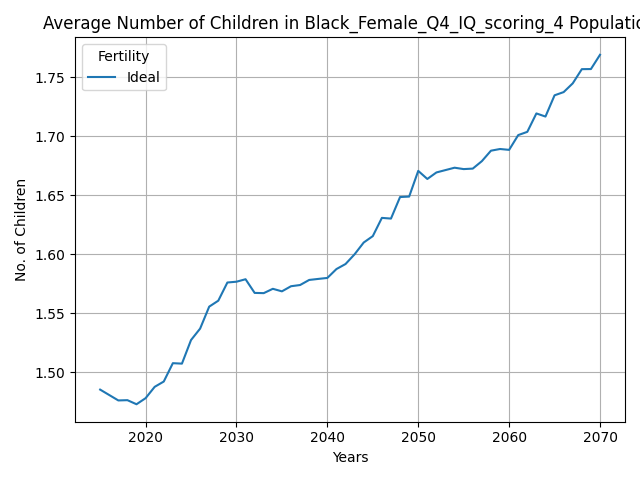 Average Number of Children in Black_Female_Q4_IQ_scoring_4 Populatio
Fertility
Ideal
No. of Children
1.75
1.70
1.65
1.60
1.55
1.50
2020 2030 2040 2050 2060 2070
Years